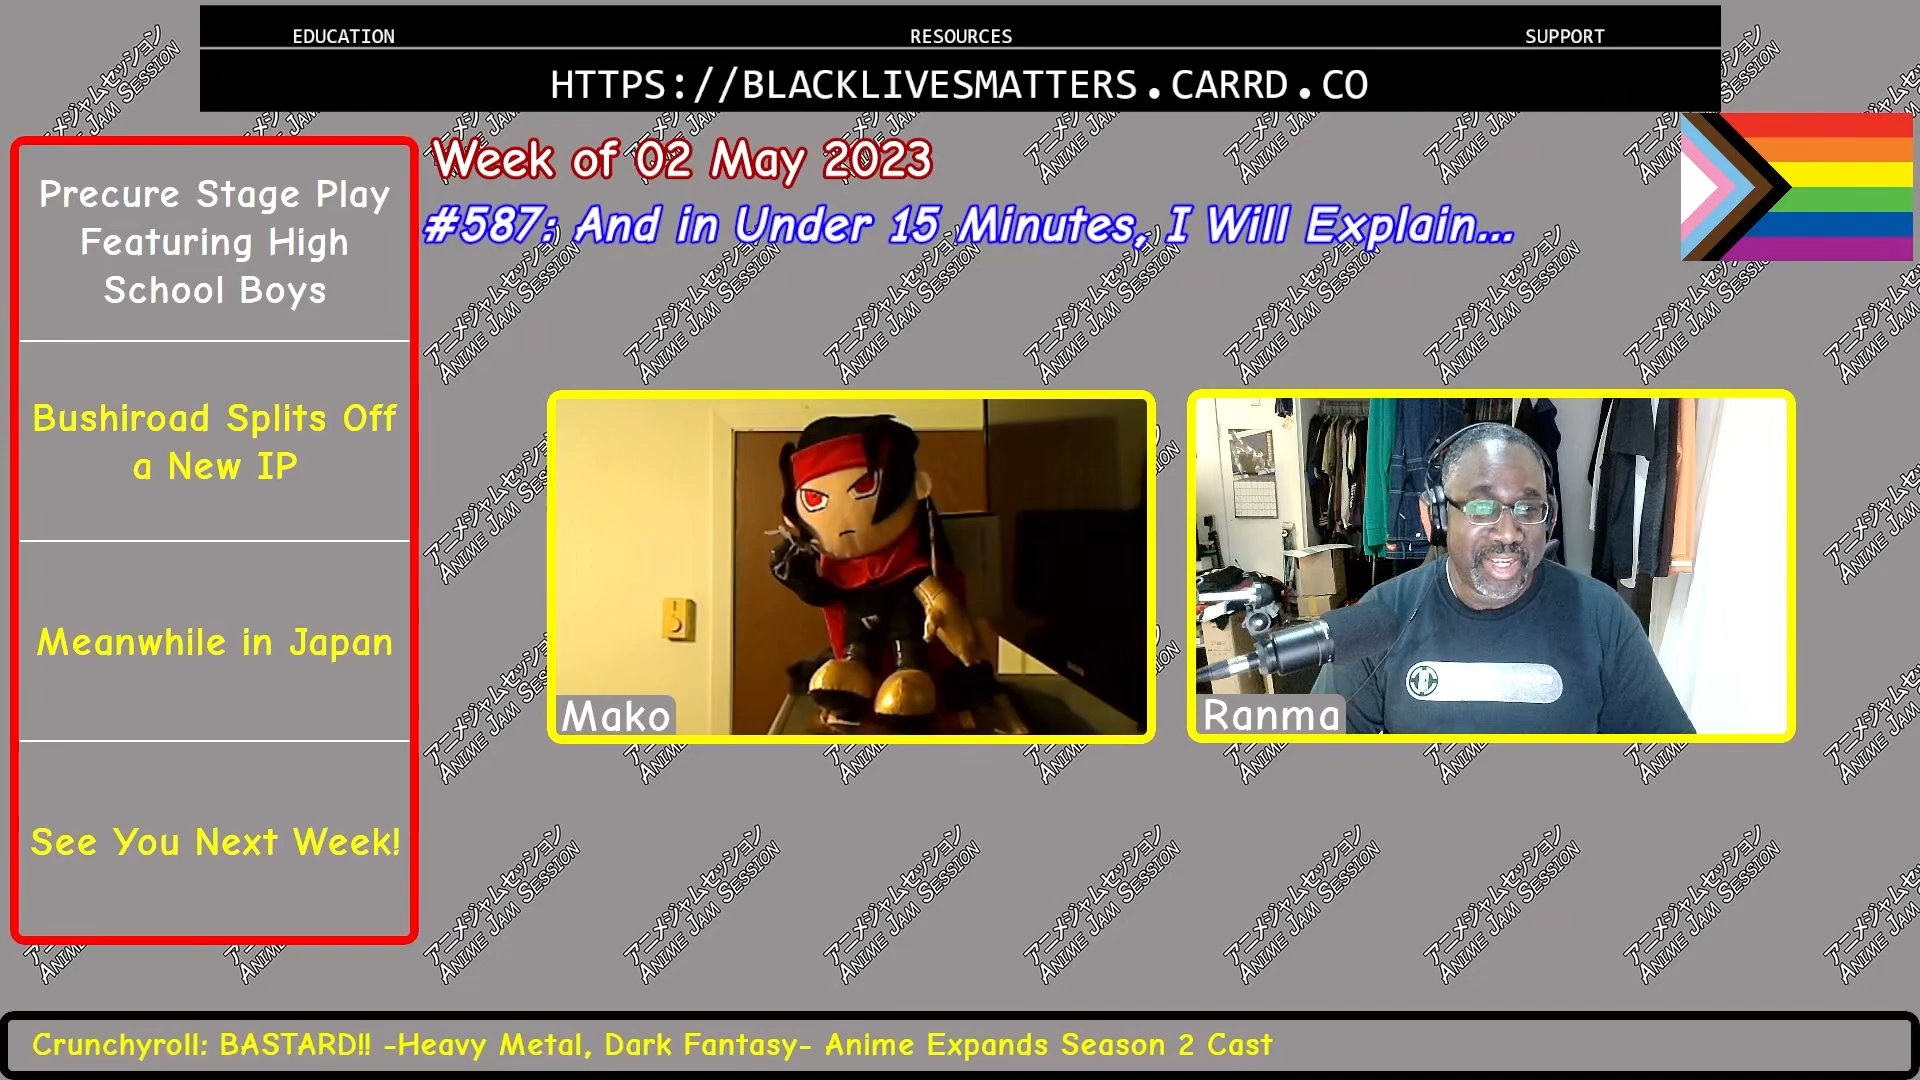 EDUCATION
RESOURCES
SUPPORT
HTTPS://BLACKLIVESMATTERS.CARRD.CO
Week of 02 May 2023
#587: And in Under 15 Minutes, I Will Explain...
Precure Stage Play
Featuring High
School Boys
Bushiroad Splits Off
a New IP
Meanwhile in Japan
See You Next Week!
Mako
Ranma
アニメジャムセッション
ANIME JAM SESSION
Crunchyroll: BASTARD!! -Heavy Metal, Dark Fantasy- Anime Expands Season 2 Cast